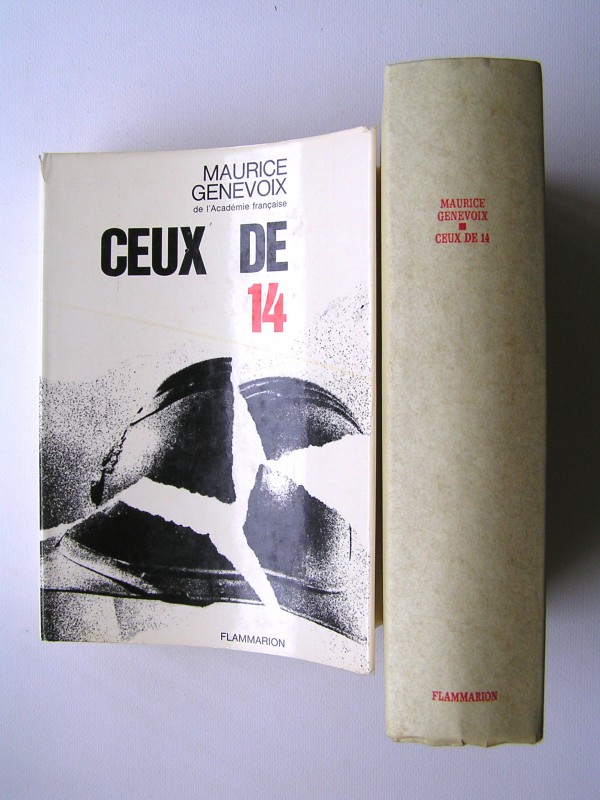 MAURICE
GENEVOIX
de l'Académie française
CEUX DE
14
FLAMMARION
MAURICE
GENEVOIX
■
CEUX DE 14
FLAMMARION